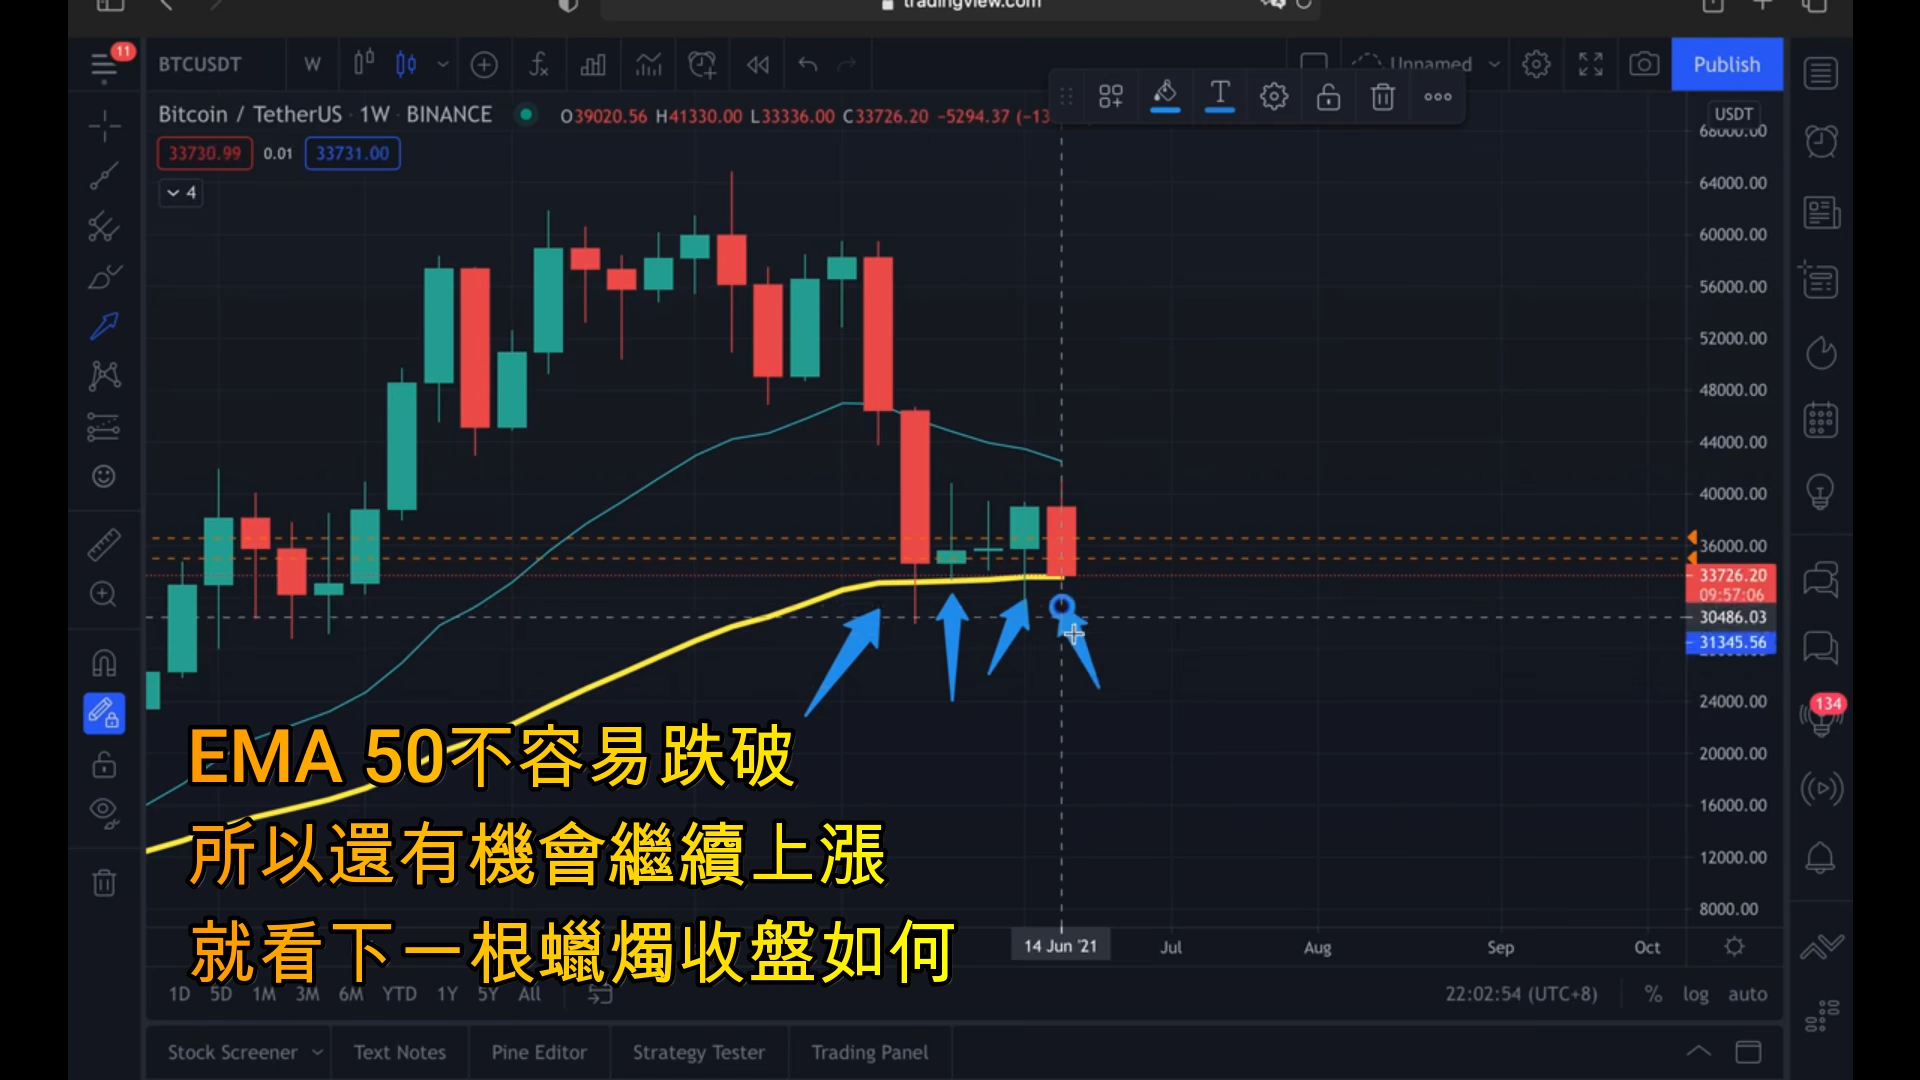 tradingview.com
11
BTCUSDT
W
Unnamed
Publish
Bitcoin / TetherUS · 1W · BINANCE
O39020.56 H41330.00 L33336.00 C33726.20 −5294.37 (−13
USDT
33730.99
0.01
33731.00
4
68000.00
64000.00
60000.00
56000.00
52000.00
48000.00
44000.00
40000.00
36000.00
33726.20
09:57:06
30486.03
31345.56
24000.00
20000.00
16000.00
12000.00
8000.00
134
EMA 50不容易跌破
所以還有機會繼續上漲
就看下一根蠟燭收盤如何
14 Jun '21
Jul
Aug
Sep
Oct
1D 5D 1M 3M 6M YTD 1Y 5Y All
22:02:54 (UTC+8)
%
log
auto
Stock Screener
Text Notes
Pine Editor
Strategy Tester
Trading Panel